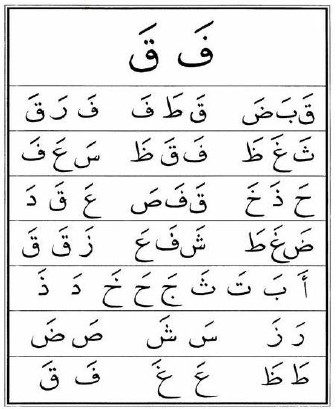 فَ قَ
قَبَضَ قَ طَ فَ فَ رَ قَ
ثَغَ ظَ فَ قَ ظَ سَ عَ فَ
حَ ذَ خَ قَفَ صَ عَ قَ دَ
ضَغَطَ شَفَعَ زَ قَ قَ
أَ بَ تَ ثَ جَ حَ خَ دَ ذَ
رَ زَ سَ شَ صَ ضَ
طَ ظَ عَ غَ فَ قَ